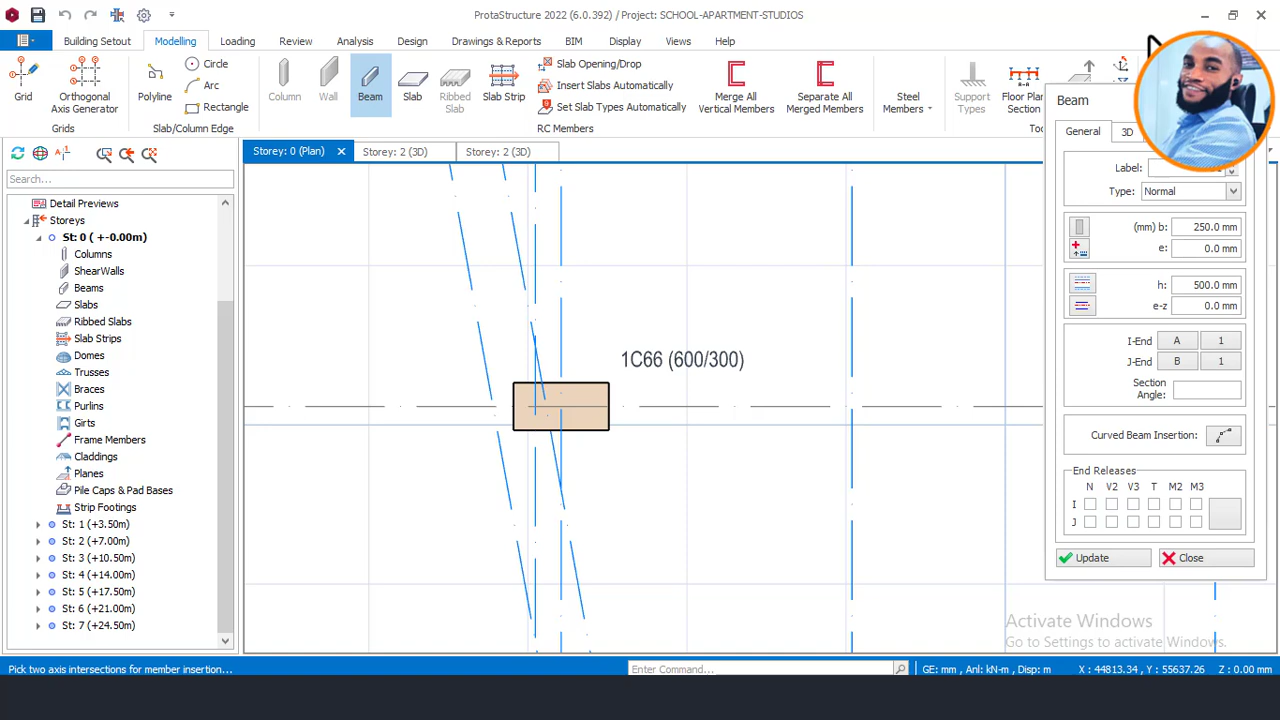 ProtaStructure 2022 (6.0.392) / Project: SCHOOL-APARTMENT-STUDIOS
Building Setout Modelling Loading Review Analysis Design Drawings & Reports BIM Display Views Help
Grid
Orthogonal Axis Generator
Grids
Polyline
Circle
Arc
Rectangle
Slab/Column Edge
Column
Wall
Beam
Slab
Ribbed Slab
Slab Strip
Slab Opening/Drop
Insert Slabs Automatically
Set Slab Types Automatically
RC Members
Merge All Vertical Members
Separate All Merged Members
Steel Members
Support Types
Floor Plan Section
Storey: 0 (Plan) Storey: 2 (3D) Storey: 2 (3D)
Search...
Detail Previews
Storeys
St: 0 ( +-0.00m)
Columns
ShearWalls
Beams
Slabs
Ribbed Slabs
Slab Strips
Domes
Trusses
Braces
Purlins
Girts
Frame Members
Claddings
Planes
Pile Caps & Pad Bases
Strip Footings
St: 1 (+3.50m)
St: 2 (+7.00m)
St: 3 (+10.50m)
St: 4 (+14.00m)
St: 5 (+17.50m)
St: 6 (+21.00m)
St: 7 (+24.50m)
1C66 (600/300)
Beam
General 3D
Label:
Type: Normal
(mm) b: 250.0 mm
e: 0.0 mm
h: 500.0 mm
e-z 0.0 mm
I-End A 1
J-End B 1
Section Angle:
Curved Beam Insertion:
End Releases
N V2 V3 T M2 M3
I
J
Update Close
Activate Windows
Go to Settings to activate Windows.
Pick two axis intersections for member insertion... Enter Command... GE: mm, Anl: kN-m , Disp: m X : 44813.34 , Y : 55637.26 Z : 0.00 mm